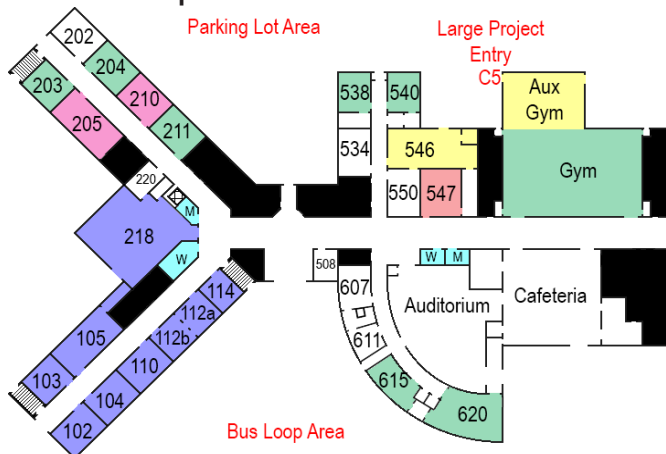 Parking Lot Area
Large Project
Entry
C5
202
204
203
210
205
211
220
M
218
W
538
540
534
546
550
547
Aux
Gym
Gym
508
W
M
607
Auditorium
Cafeteria
611
615
620
114
112a
112b
105
110
103
104
102
Bus Loop Area